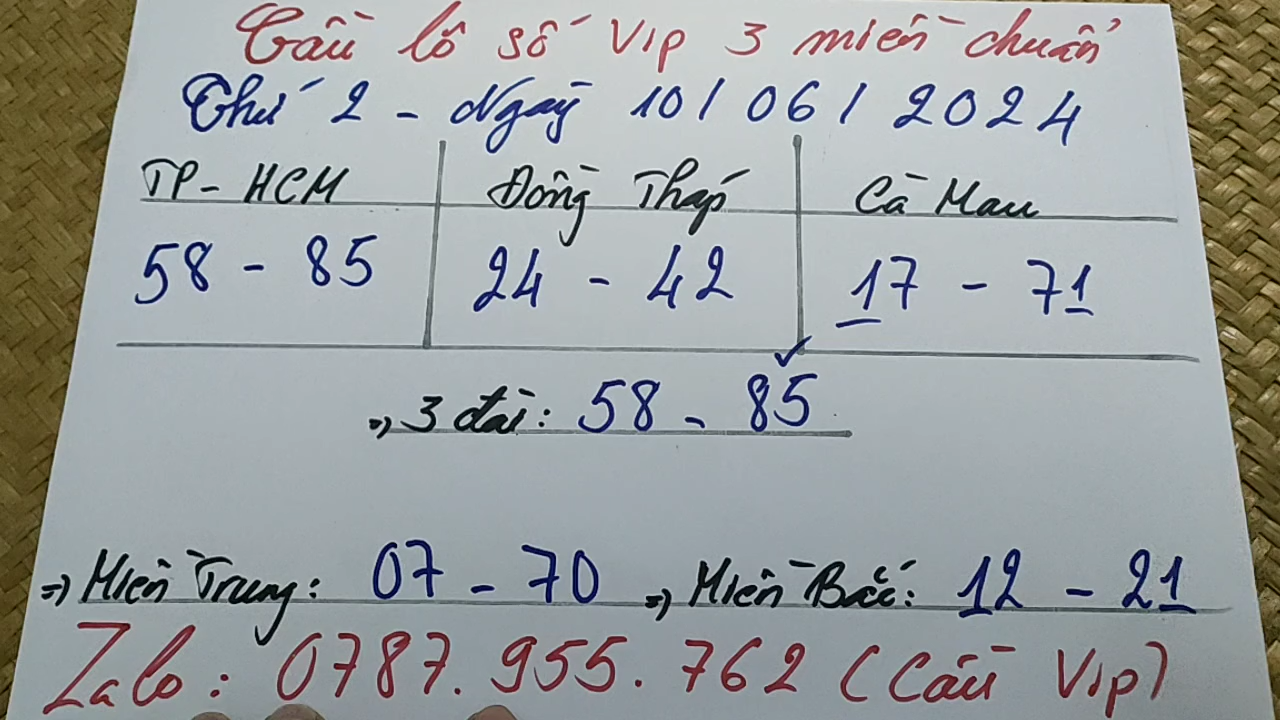 Cầu lô số Vip 3 miền chuẩn
Thứ 2 - Ngày 10/06/2024
TP-HCM Đồng Tháp Cà Mau
58 - 85 24 - 42 17 - 71
=> 3 đài: 58 - 85 ✓
=> Miền Trung: 07 - 70 => Miền Bắc: 12 - 21
Zalo: 0787.955.762 (Cầu Vip)